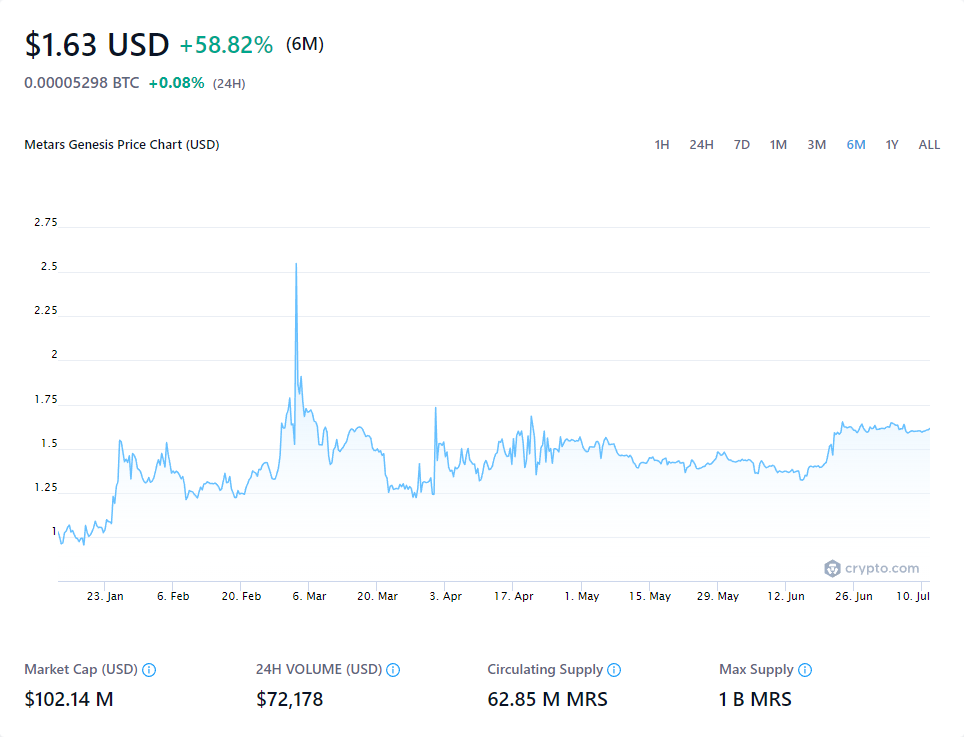 $1.63 USD +58.82% (6M)
0.00005298 BTC +0.08% (24H)
Metars Genesis Price Chart (USD) 1H 24H 7D 1M 3M 6M 1Y ALL
2.75
2.5
2.25
2
1.75
1.5
1.25
1
crypto.com
23. Jan 6. Feb 20. Feb 6. Mar 20. Mar 3. Apr 17. Apr 1. May 15. May 29. May 12. Jun 26. Jun 10. Jul
Market Cap (USD) 24H VOLUME (USD) Circulating Supply Max Supply
$102.14 M $72,178 62.85 M MRS 1 B MRS